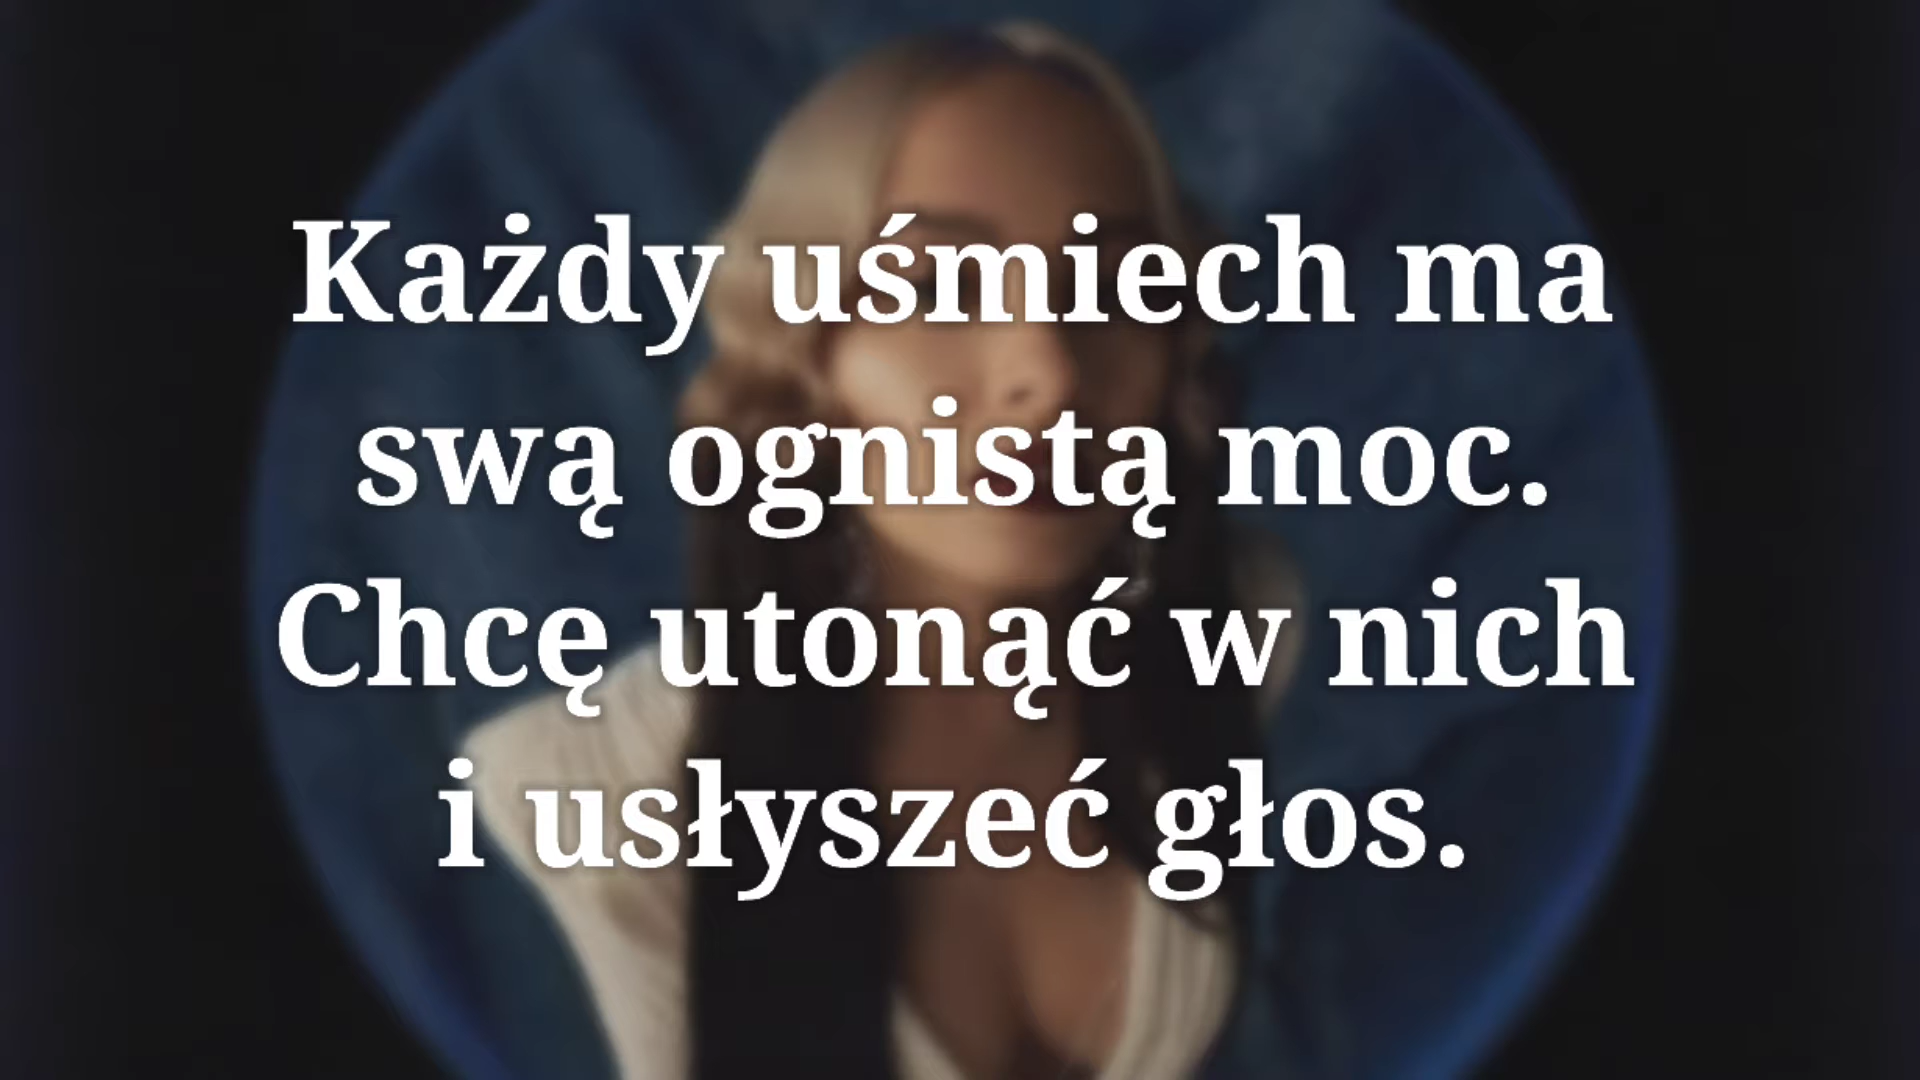 Każdy uśmiech ma
swą ognistą moc.
Chcę utonąć w nich
i usłyszeć głos.